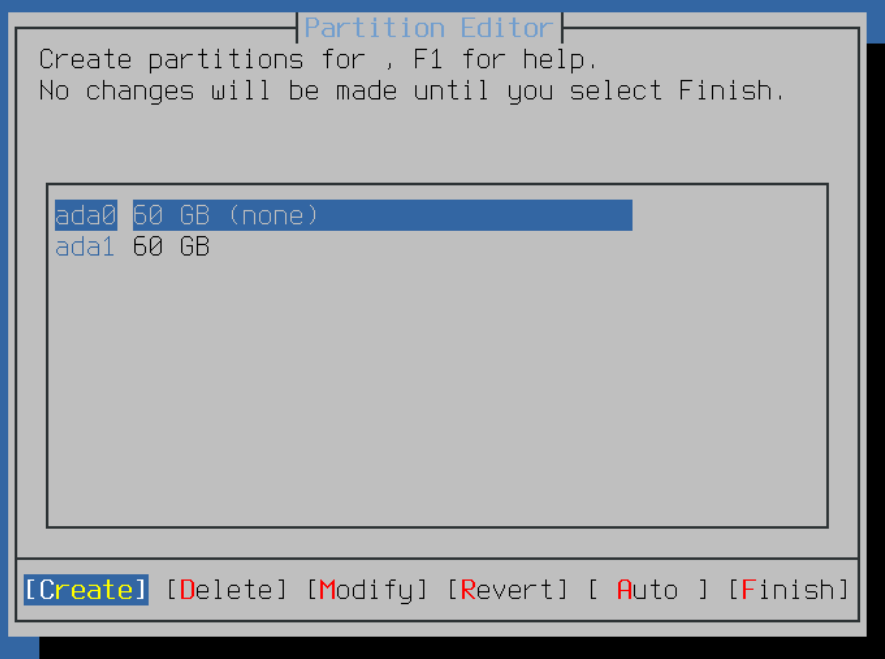 Partition Editor
Create partitions for , F1 for help.
No changes will be made until you select Finish.
ada0 60 GB (none)
ada1 60 GB
[Create] [Delete] [Modify] [Revert] [ Auto ] [Finish]